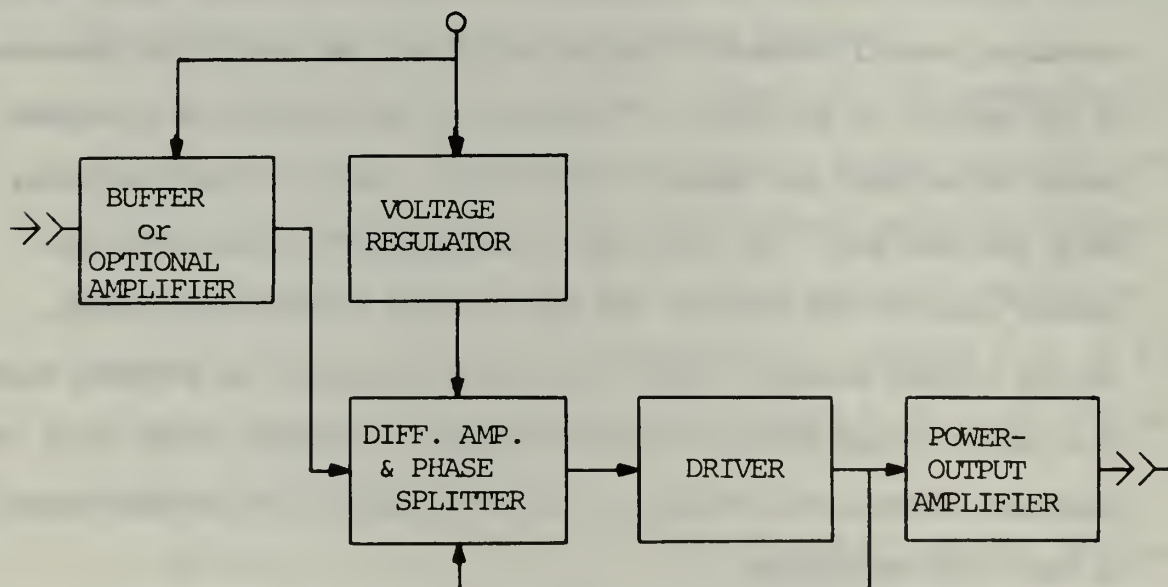 BUFFER
or
OPTIONAL
AMPLIFIER
VOLTAGE
REGULATOR
DIFF. AMP.
& PHASE
SPLITTER
DRIVER
POWER-
OUTPUT
AMPLIFIER